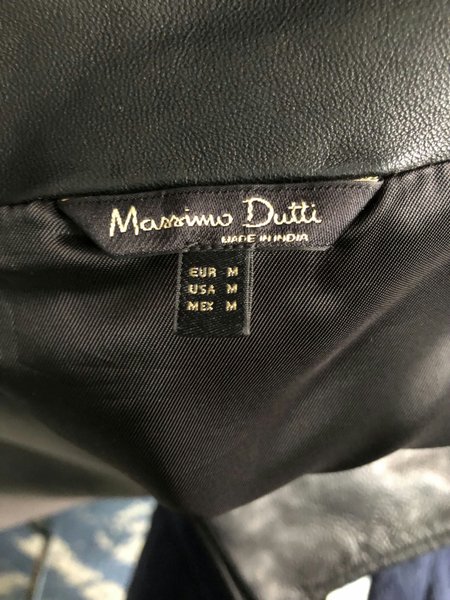 Massimo Dutti
MADE IN INDIA
EUR M
USA M
MEX M